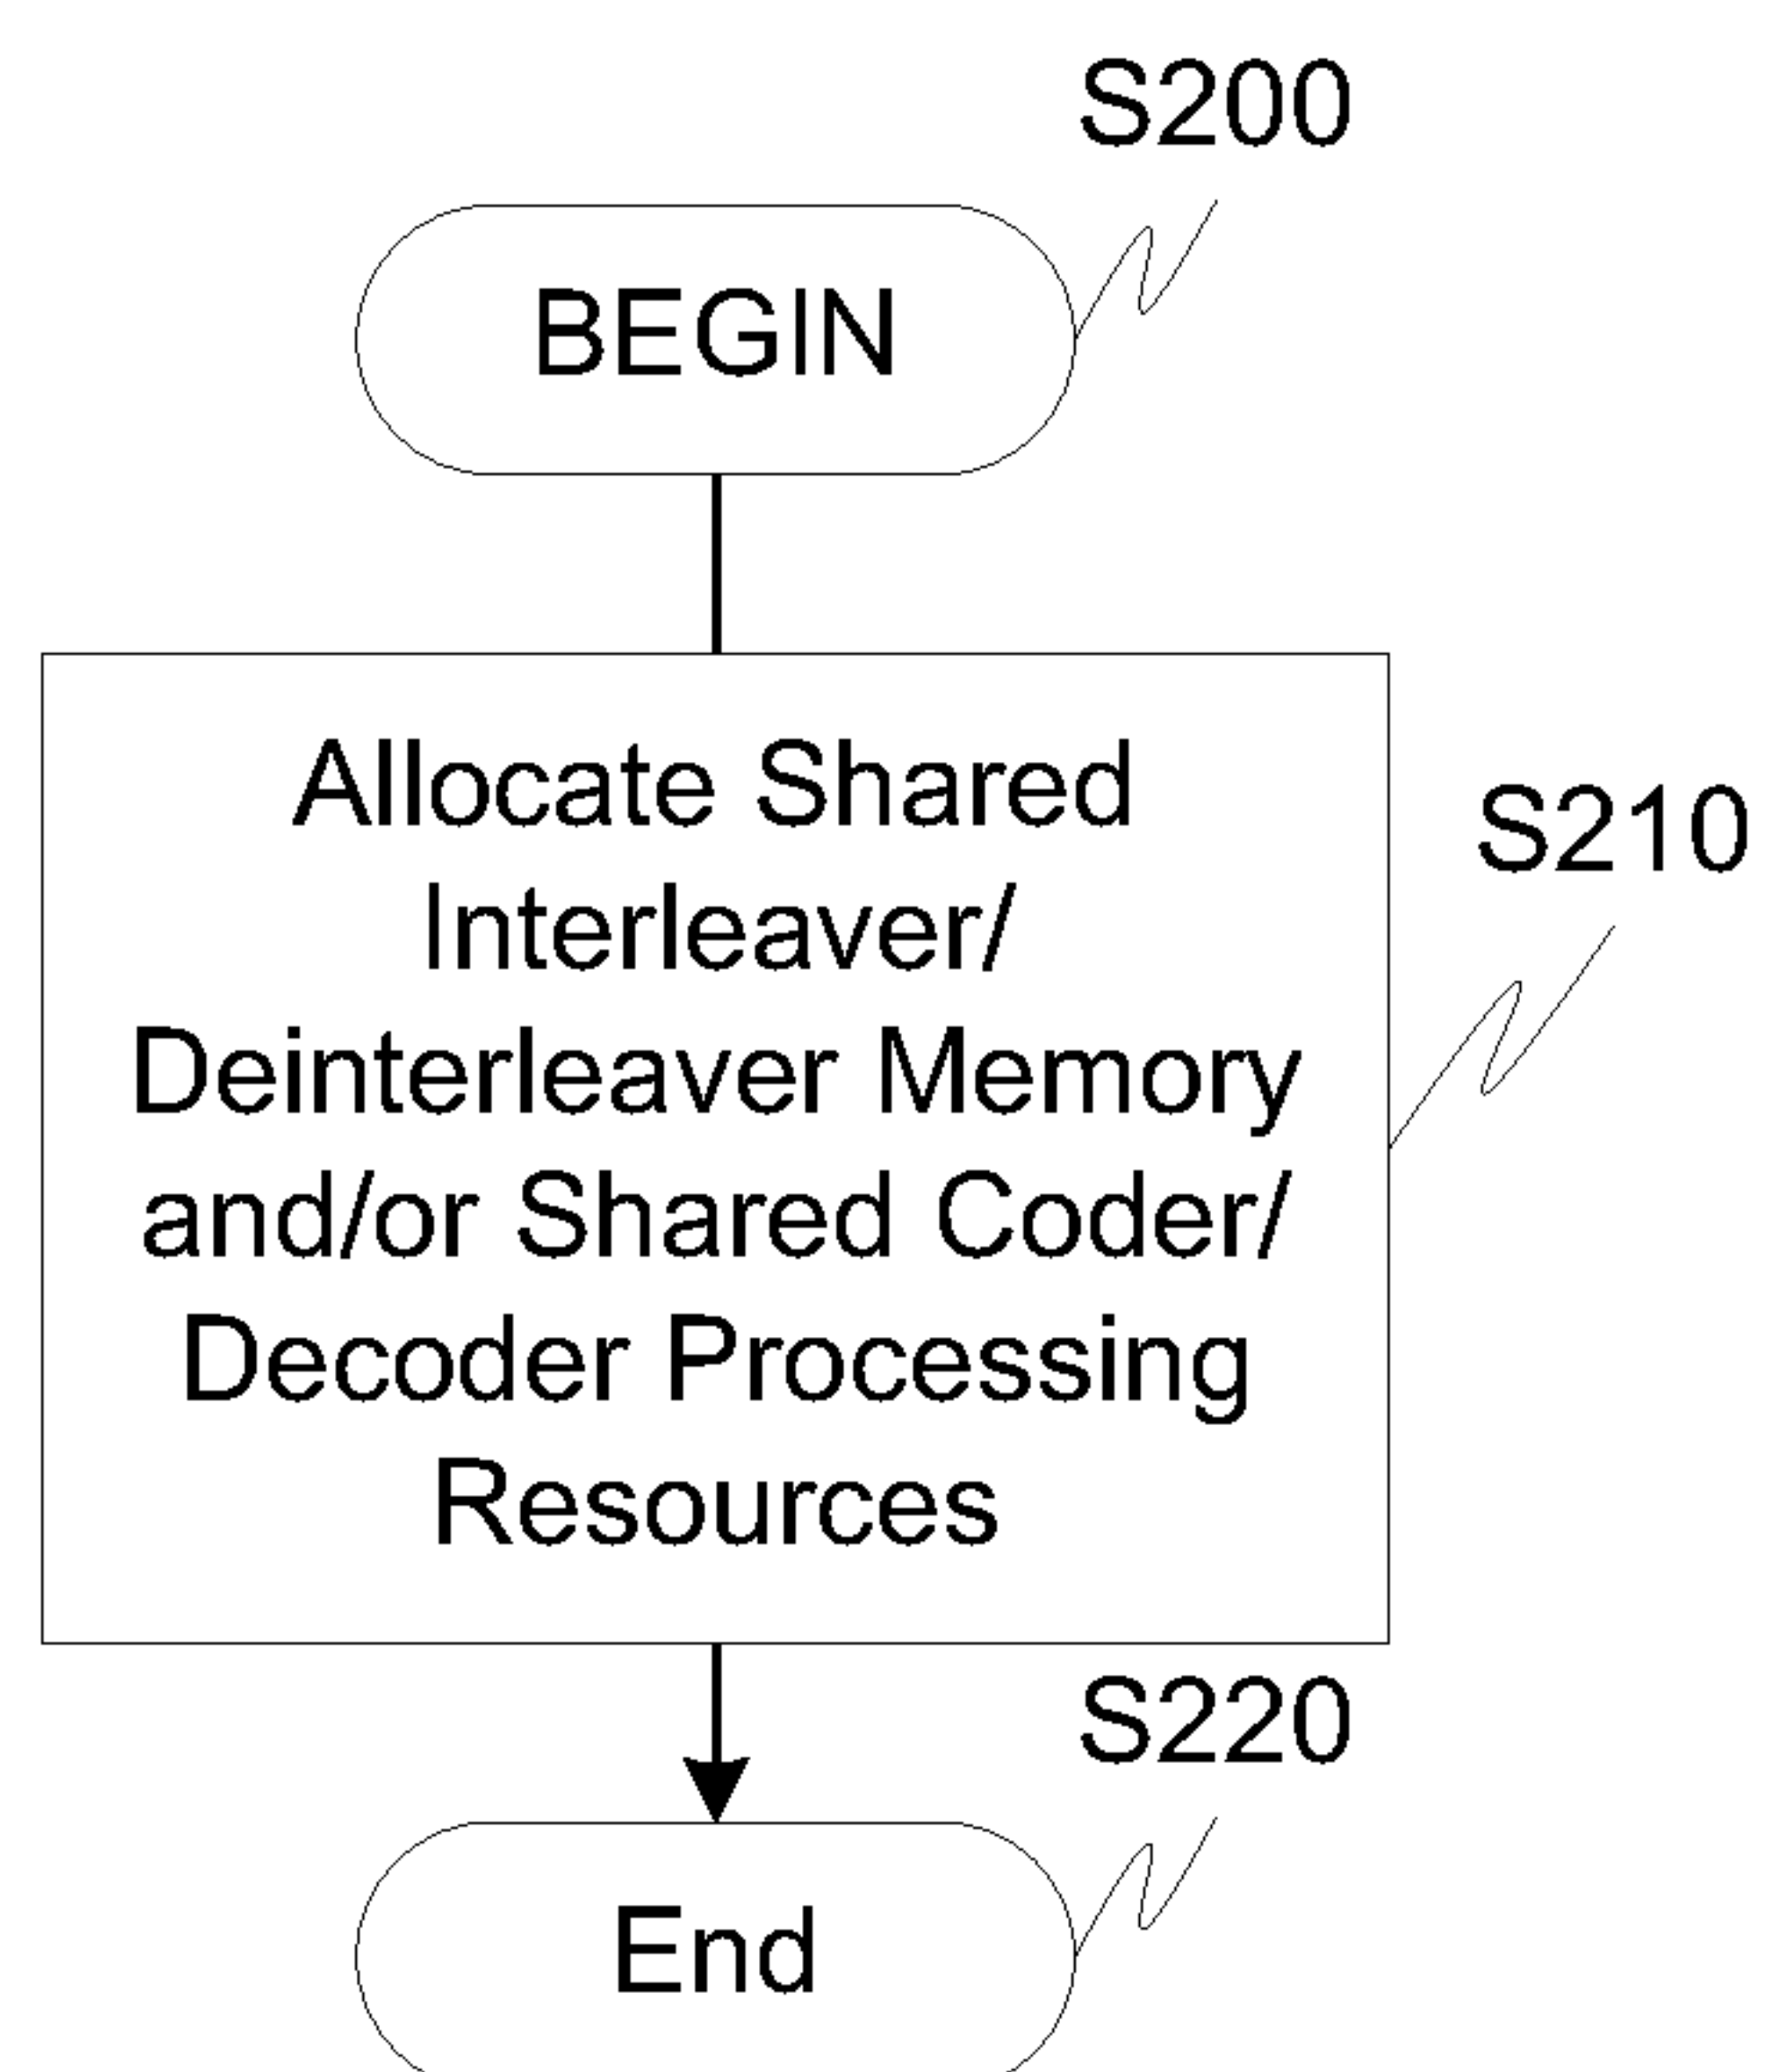 S200
BEGIN
Allocate Shared
Interleaver/
Deinterleaver Memory
and/or Shared Coder/
Decoder Processing
Resources
S210
S220
End